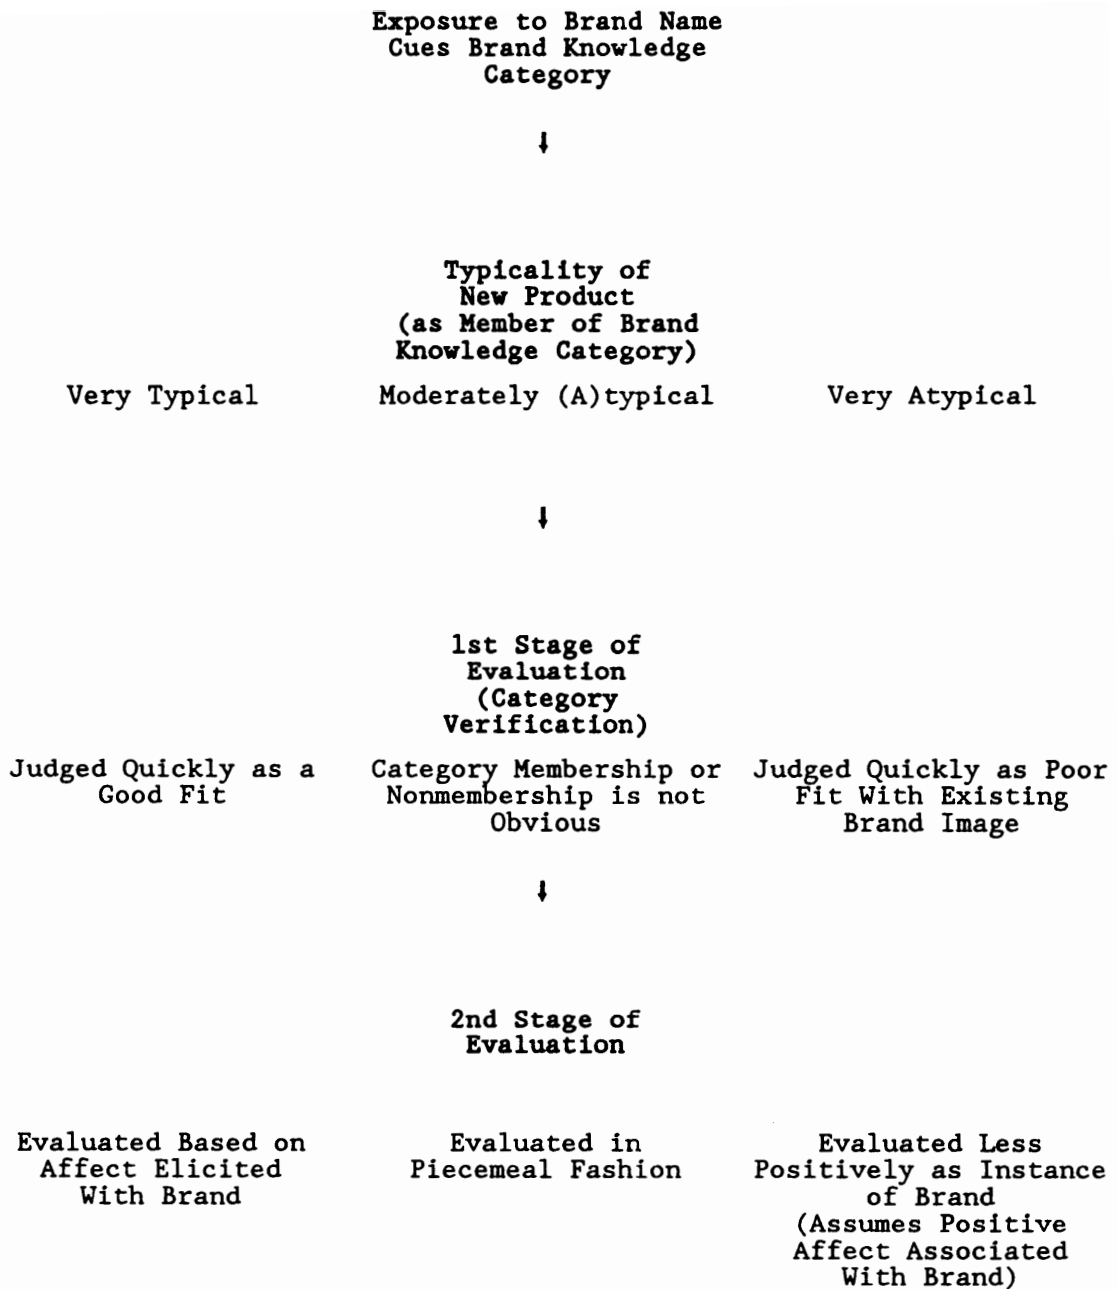 Exposure to Brand Name
Cues Brand Knowledge
Category
↓
Typicality of
New Product
(as Member of Brand
Knowledge Category)
Very Typical
Moderately (A)typical
Very Atypical
↓
1st Stage of
Evaluation
(Category
Verification)
Judged Quickly as a
Good Fit
Category Membership or
Nonmembership is not
Obvious
Judged Quickly as Poor
Fit With Existing
Brand Image
↓
2nd Stage of
Evaluation
Evaluated Based on
Affect Elicited
With Brand
Evaluated in
Piecemeal Fashion
Evaluated Less
Positively as Instance
of Brand
(Assumes Positive
Affect Associated
With Brand)